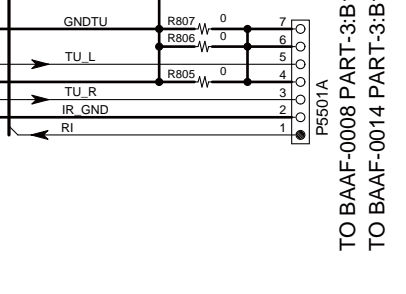 GNDTU R807 0 7
R806 0 6
TU_L 5
R805 0 4
TU_R 3
IR_GND 2
RI 1
P5501A
TO BAAF-0008 PART-3:B
TO BAAF-0014 PART-3:B